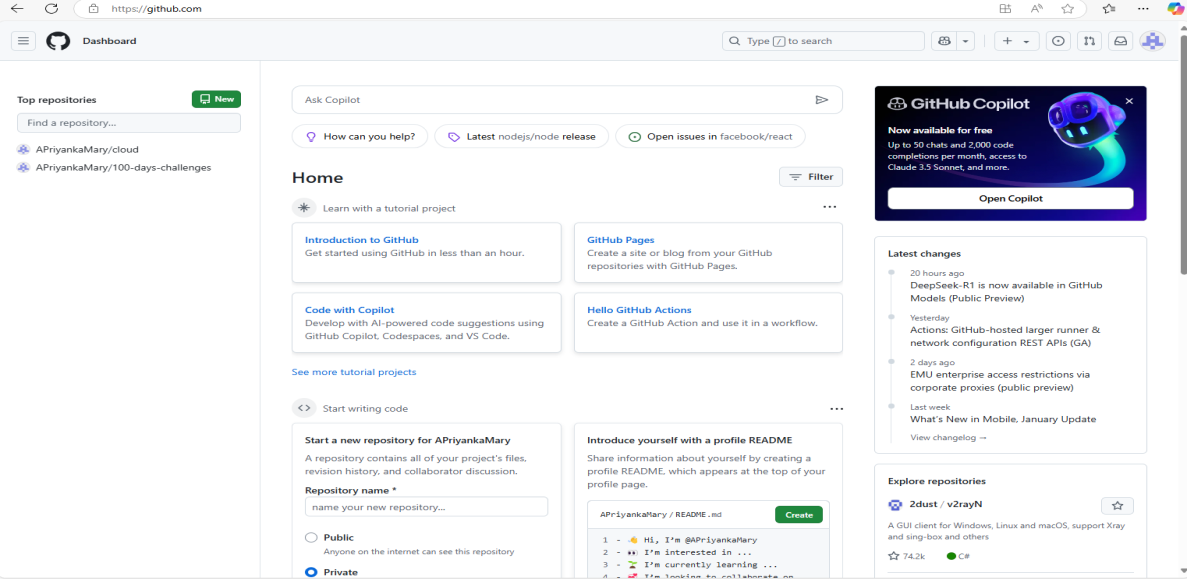 https://github.com
Dashboard
Type / to search
Top repositories
New
Find a repository...
APriyankaMary/cloud
APriyankaMary/100-days-challenges
Ask Copilot
How can you help?
Latest nodejs/node release
Open issues in facebook/react
Home
Filter
Learn with a tutorial project
Introduction to GitHub
Get started using GitHub in less than an hour.
GitHub Pages
Create a site or blog from your GitHub
repositories with GitHub Pages.
Code with Copilot
Develop with AI-powered code suggestions using
GitHub Copilot, Codespaces, and VS Code.
Hello GitHub Actions
Create a GitHub Action and use it in a workflow.
See more tutorial projects
Start writing code
Start a new repository for APriyankaMary
A repository contains all of your project's files,
revision history, and collaborator discussion.
Repository name *
name your new repository...
Public
Anyone on the internet can see this repository
Private
Introduce yourself with a profile README
Share information about yourself by creating a
profile README, which appears at the top of your
profile page.
APriyankaMary / README.md
Create
1 - 👋 Hi, I'm @APriyankaMary
2 - 👀 I'm interested in ...
3 - 🌱 I'm currently learning ...
4 - 💞️ I'm looking to collaborate on
GitHub Copilot
Now available for free
Up to 50 chats and 2,000 code
completions per month, access to
Claude 3.5 Sonnet, and more.
Open Copilot
Latest changes
20 hours ago
DeepSeek-R1 is now available in GitHub
Models (Public Preview)
Yesterday
Actions: GitHub-hosted larger runner &
network configuration REST APIs (GA)
2 days ago
EMU enterprise access restrictions via
corporate proxies (public preview)
Last week
What's New in Mobile, January Update
View changelog →
Explore repositories
2dust / v2rayN
A GUI client for Windows, Linux and macOS, support Xray
and sing-box and others
74.2k
C#